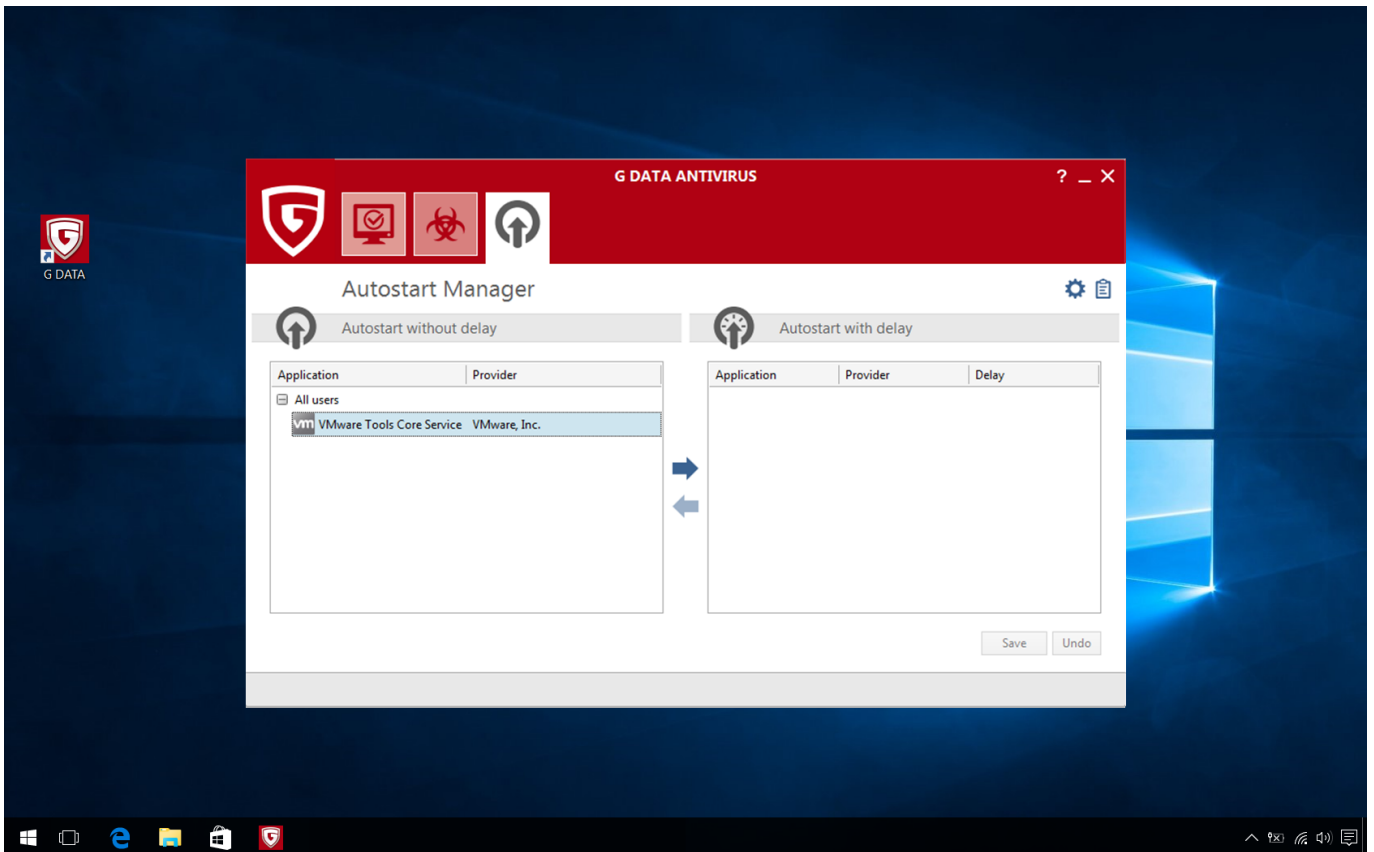 G DATA ANTIVIRUS
? _ X
G DATA
Autostart Manager
Autostart without delay
Autostart with delay
Application Provider
Application Provider Delay
All users
vm VMware Tools Core Service VMware, Inc.
Save Undo